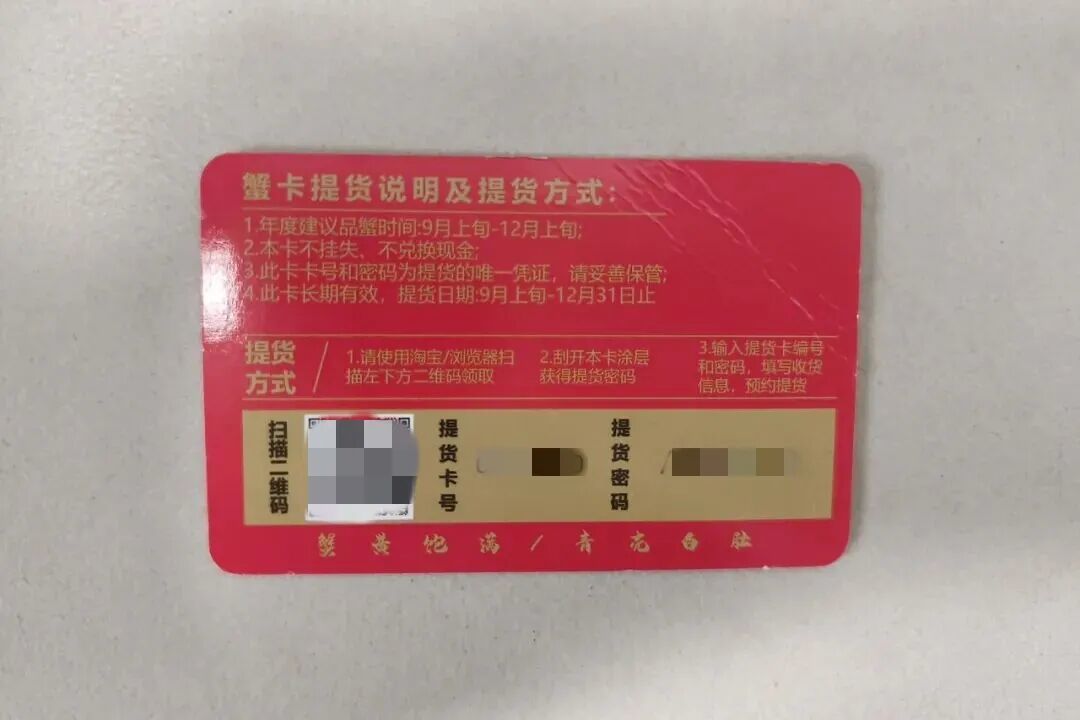 蟹卡提货说明及提货方式：
1.年度建议品蟹时间:9月上旬-12月上旬;
2.本卡不挂失、不兑换现金;
3.此卡卡号和密码为提货的唯一凭证，请妥善保管;
4.此卡长期有效，提货日期:9月上旬-12月31日止
提货方式
1.请使用淘宝/浏览器扫
描左下方二维码领取
2.刮开本卡涂层
获得提货密码
3.输入提货卡编号
和密码，填写收货
信息，预约提货
扫描二维码
提货卡号
提货密码
蟹黄饱满/青壳白肚